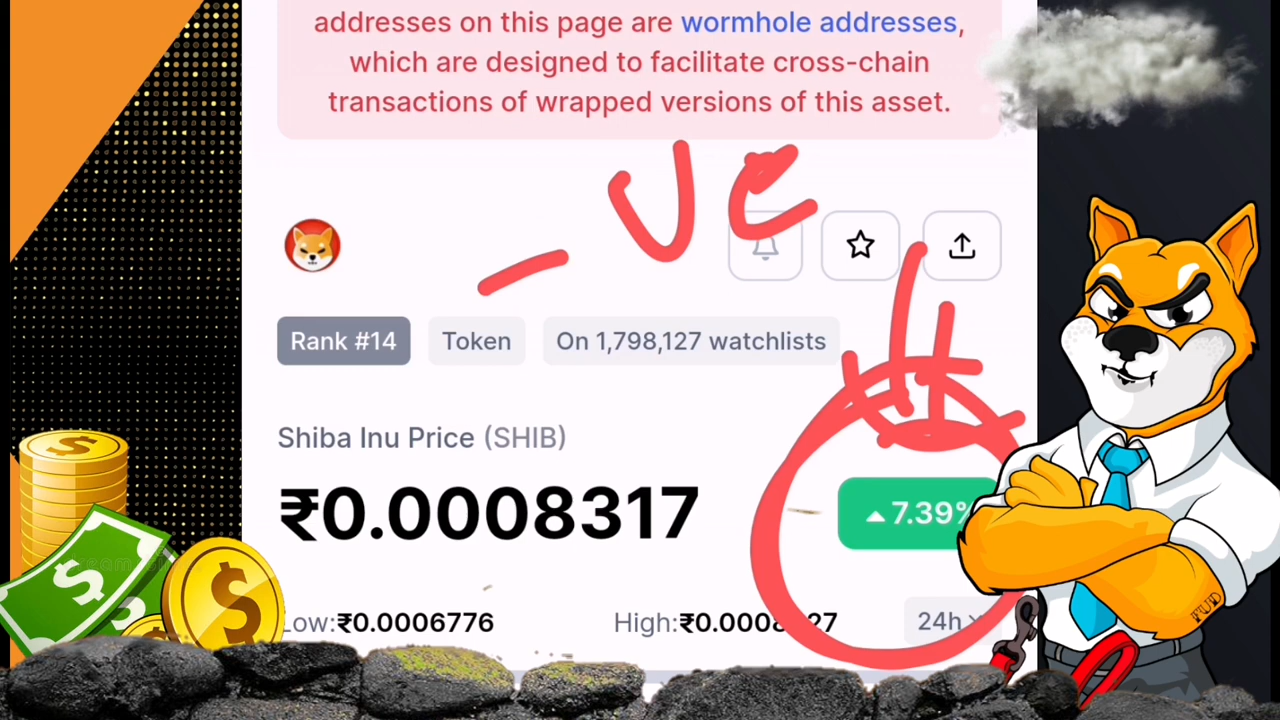 addresses on this page are wormhole addresses,
which are designed to facilitate cross-chain
transactions of wrapped versions of this asset.
- ve
Rank #14 Token On 1,798,127 watchlists
Shiba Inu Price (SHIB)
₹0.0008317 7.39%
Low:₹0.0006776 High: 24h
FUD